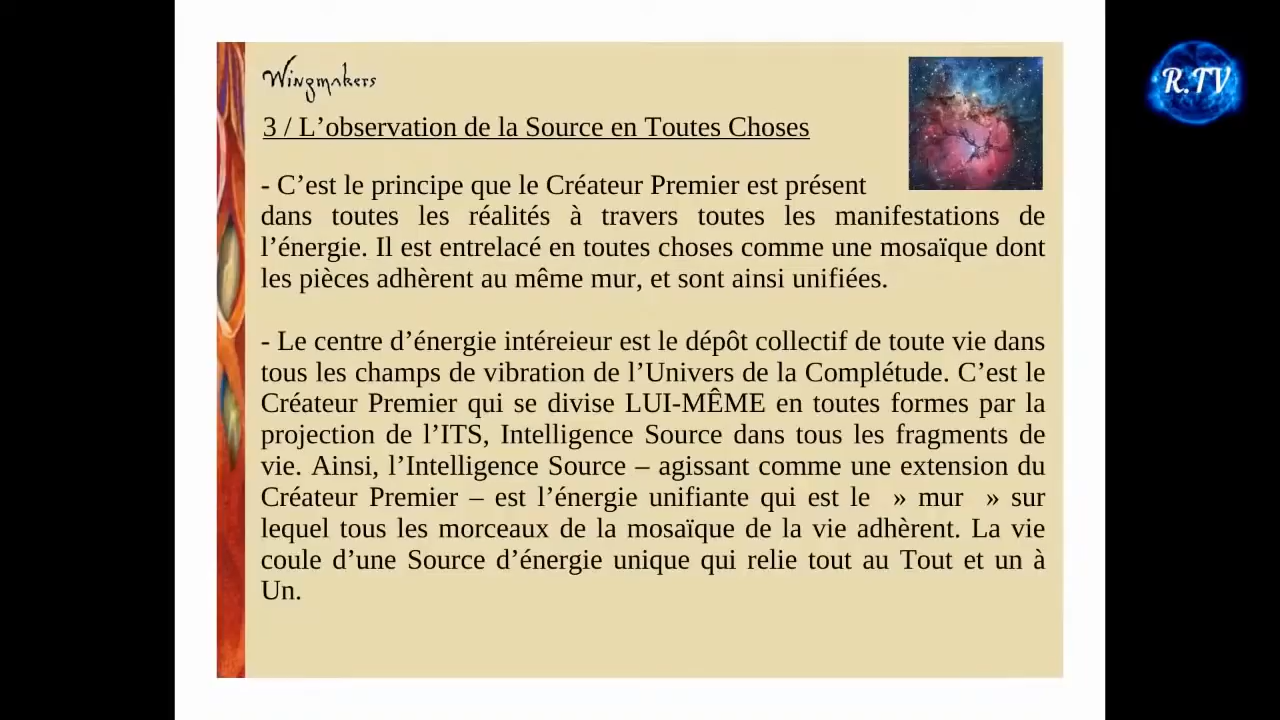 Wingmakers
R.TV
3 / L’observation de la Source en Toutes Choses
- C’est le principe que le Créateur Premier est présent
dans toutes les réalités à travers toutes les manifestations de
l’énergie. Il est entrelacé en toutes choses comme une mosaïque dont
les pièces adhèrent au même mur, et sont ainsi unifiées.
- Le centre d’énergie intéreieur est le dépôt collectif de toute vie dans
tous les champs de vibration de l’Univers de la Complétude. C’est le
Créateur Premier qui se divise LUI-MÊME en toutes formes par la
projection de l’ITS, Intelligence Source dans tous les fragments de
vie. Ainsi, l’Intelligence Source – agissant comme une extension du
Créateur Premier – est l’énergie unifiante qui est le » mur » sur
lequel tous les morceaux de la mosaïque de la vie adhèrent. La vie
coule d’une Source d’énergie unique qui relie tout au Tout et un à
Un.